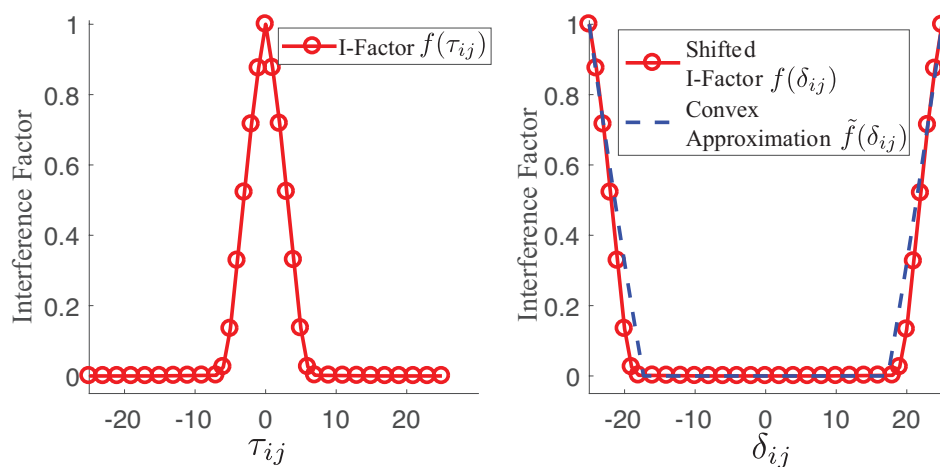 1
0.8
0.6
0.4
0.2
0
Interference Factor
I-Factor f(τij)
-20 -10 0 10 20
τij
1
0.8
0.6
0.4
0.2
0
Interference Factor
Shifted
I-Factor f(δij)
Convex
Approximation f̃(δij)
-20 -10 0 10 20
δij